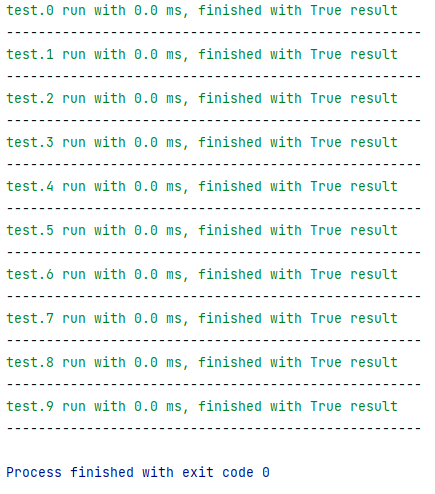 test.0 run with 0.0 ms, finished with True result
----------------------------------------------------
test.1 run with 0.0 ms, finished with True result
----------------------------------------------------
test.2 run with 0.0 ms, finished with True result
----------------------------------------------------
test.3 run with 0.0 ms, finished with True result
----------------------------------------------------
test.4 run with 0.0 ms, finished with True result
----------------------------------------------------
test.5 run with 0.0 ms, finished with True result
----------------------------------------------------
test.6 run with 0.0 ms, finished with True result
----------------------------------------------------
test.7 run with 0.0 ms, finished with True result
----------------------------------------------------
test.8 run with 0.0 ms, finished with True result
----------------------------------------------------
test.9 run with 0.0 ms, finished with True result
----------------------------------------------------
Process finished with exit code 0